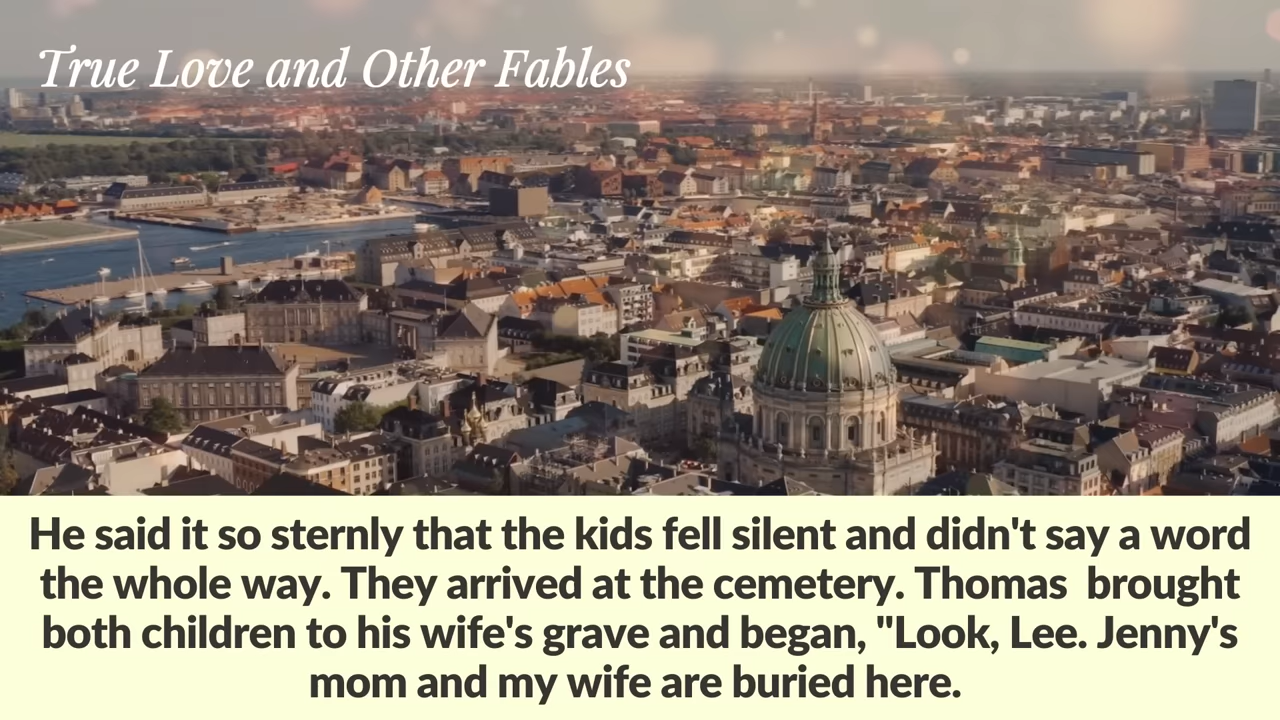 True Love and Other Fables
He said it so sternly that the kids fell silent and didn't say a word
the whole way. They arrived at the cemetery. Thomas  brought
both children to his wife's grave and began, "Look, Lee. Jenny's
mom and my wife are buried here.